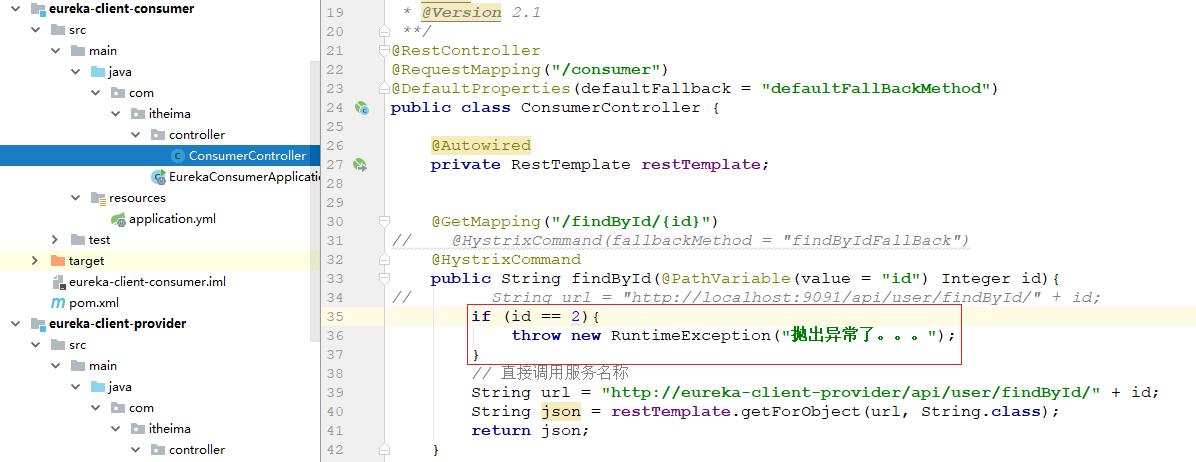 eureka-client-consumer
src
main
java
com
itheima
controller
ConsumerController
EurekaConsumerApplicati
resources
application.yml
test
target
eureka-client-consumer.iml
pom.xml
eureka-client-provider
src
main
java
com
itheima
controller
19 * @Version 2.1
20 **/
21 @RestController
22 @RequestMapping("/consumer")
23 @DefaultProperties(defaultFallback = "defaultFallBackMethod")
24 public class ConsumerController {
25
26 @Autowired
27 private RestTemplate restTemplate;
28
29
30 @GetMapping("/findById/{id}")
31 // @HystrixCommand(fallbackMethod = "findByIdFallBack")
32 @HystrixCommand
33 public String findById(@PathVariable(value = "id") Integer id){
34 // String url = "http://localhost:9091/api/user/findById/" + id;
35 if (id == 2){
36 throw new RuntimeException("抛出异常了。。。");
37 }
38 // 直接调用服务名称
39 String url = "http://eureka-client-provider/api/user/findById/" + id;
40 String json = restTemplate.getForObject(url, String.class);
41 return json;
42 }